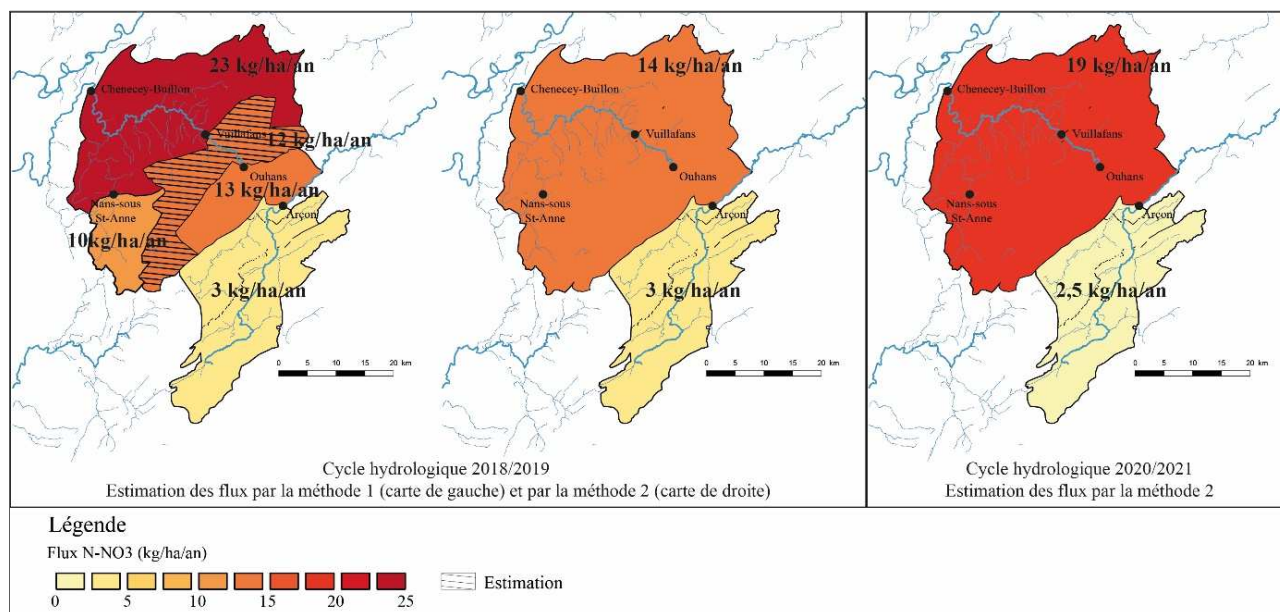 23 kg/ha/an
Chenecey-Buillon
Vuillafans
12 kg/ha/an
Ouhans
13 kg/ha/an
Nans-sous
St-Anne
Arçon
10kg/ha/an
3 kg/ha/an
0 5 10 15 20 km
14 kg/ha/an
Chenecey-Buillon
Vuillafans
Ouhans
Nans-sous
St-Anne
Arçon
3 kg/ha/an
0 5 10 15 20 km
Cycle hydrologique 2018/2019
Estimation des flux par la méthode 1 (carte de gauche) et par la méthode 2 (carte de droite)
19 kg/ha/an
Chenecey-Buillon
Vuillafans
Ouhans
Nans-sous
St-Anne
Arçon
2,5 kg/ha/an
0 5 10 15 20 km
Cycle hydrologique 2020/2021
Estimation des flux par la méthode 2
Légende
Flux N-NO3 (kg/ha/an)
0 5 10 15 20 25
Estimation